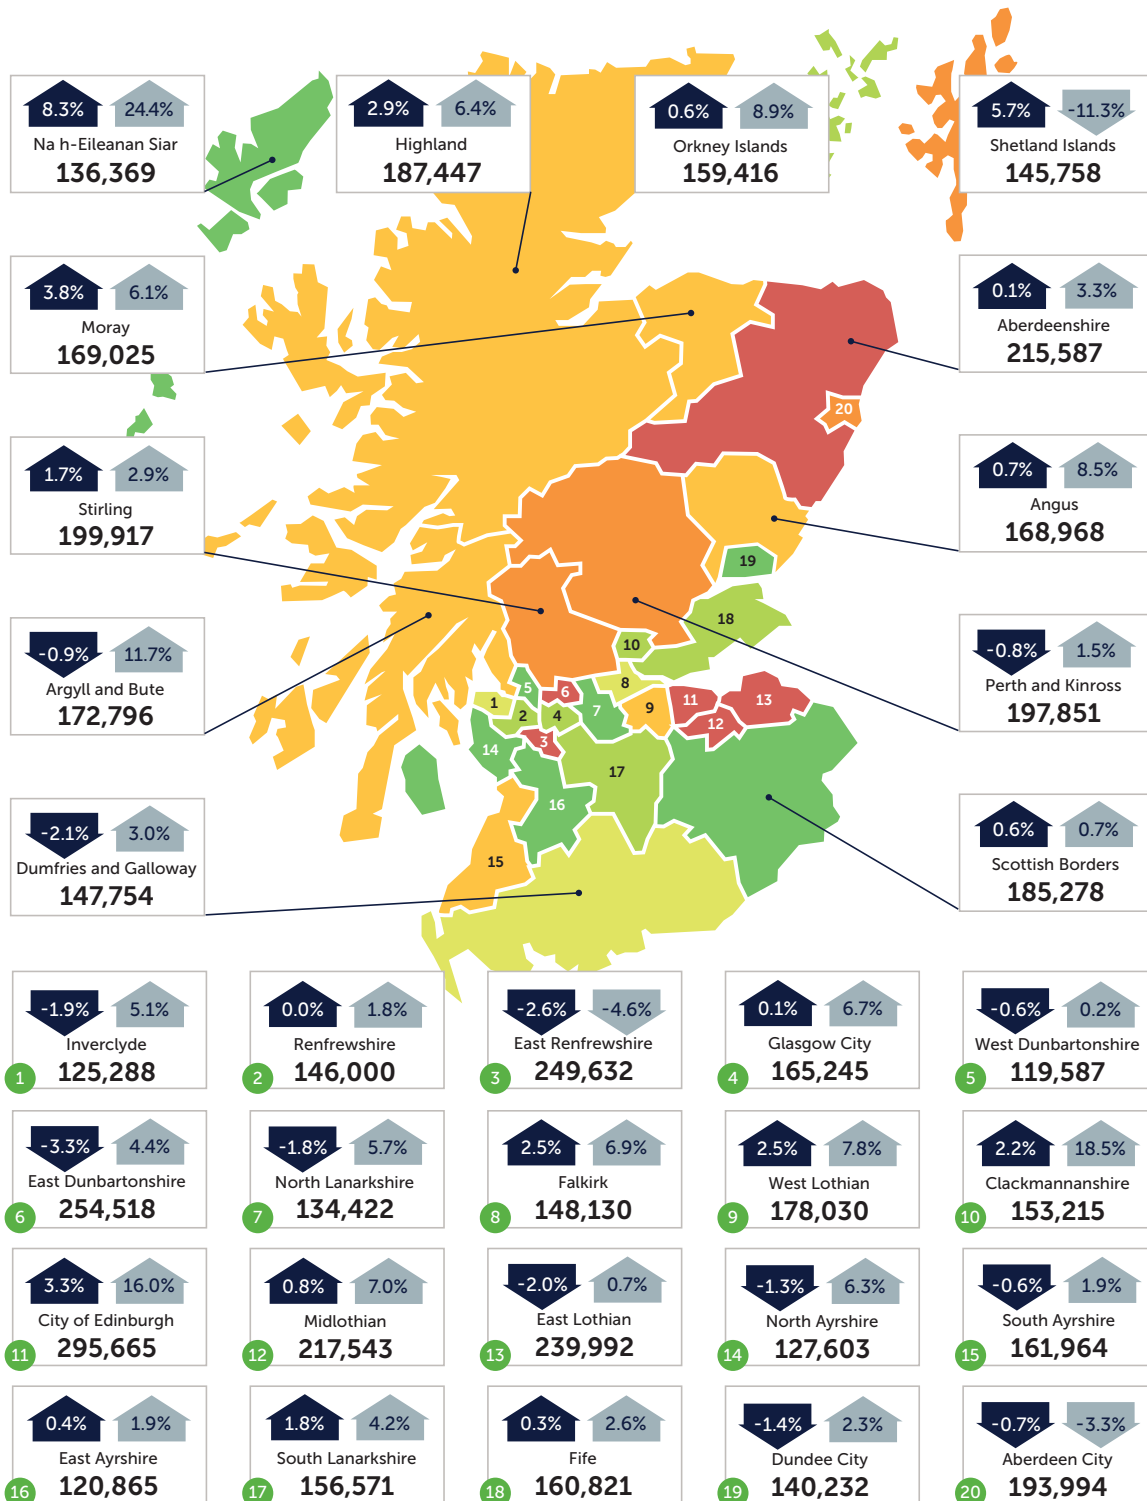 8.3% 24.4%
Na h-Eileanan Siar
136,369
2.9% 6.4%
Highland
187,447
0.6% 8.9%
Orkney Islands
159,416
5.7% -11.3%
Shetland Islands
145,758
3.8% 6.1%
Moray
169,025
0.1% 3.3%
Aberdeenshire
215,587
20
1.7% 2.9%
Stirling
199,917
0.7% 8.5%
Angus
168,968
19
18
10
-0.9% 11.7%
Argyll and Bute
172,796
-0.8% 1.5%
Perth and Kinross
197,851
5
6
8
1
2
4
7
9
11
13
12
3
14
17
16
15
-2.1% 3.0%
Dumfries and Galloway
147,754
0.6% 0.7%
Scottish Borders
185,278
-1.9% 5.1%
Inverclyde
1 125,288
0.0% 1.8%
Renfrewshire
2 146,000
-2.6% -4.6%
East Renfrewshire
3 249,632
0.1% 6.7%
Glasgow City
4 165,245
-0.6% 0.2%
West Dunbartonshire
5 119,587
-3.3% 4.4%
East Dunbartonshire
6 254,518
-1.8% 5.7%
North Lanarkshire
7 134,422
2.5% 6.9%
Falkirk
8 148,130
2.5% 7.8%
West Lothian
9 178,030
2.2% 18.5%
Clackmannanshire
10 153,215
3.3% 16.0%
City of Edinburgh
11 295,665
0.8% 7.0%
Midlothian
12 217,543
-2.0% 0.7%
East Lothian
13 239,992
-1.3% 6.3%
North Ayrshire
14 127,603
-0.6% 1.9%
South Ayrshire
15 161,964
0.4% 1.9%
East Ayrshire
16 120,865
1.8% 4.2%
South Lanarkshire
17 156,571
0.3% 2.6%
Fife
18 160,821
-1.4% 2.3%
Dundee City
19 140,232
-0.7% -3.3%
Aberdeen City
20 193,994